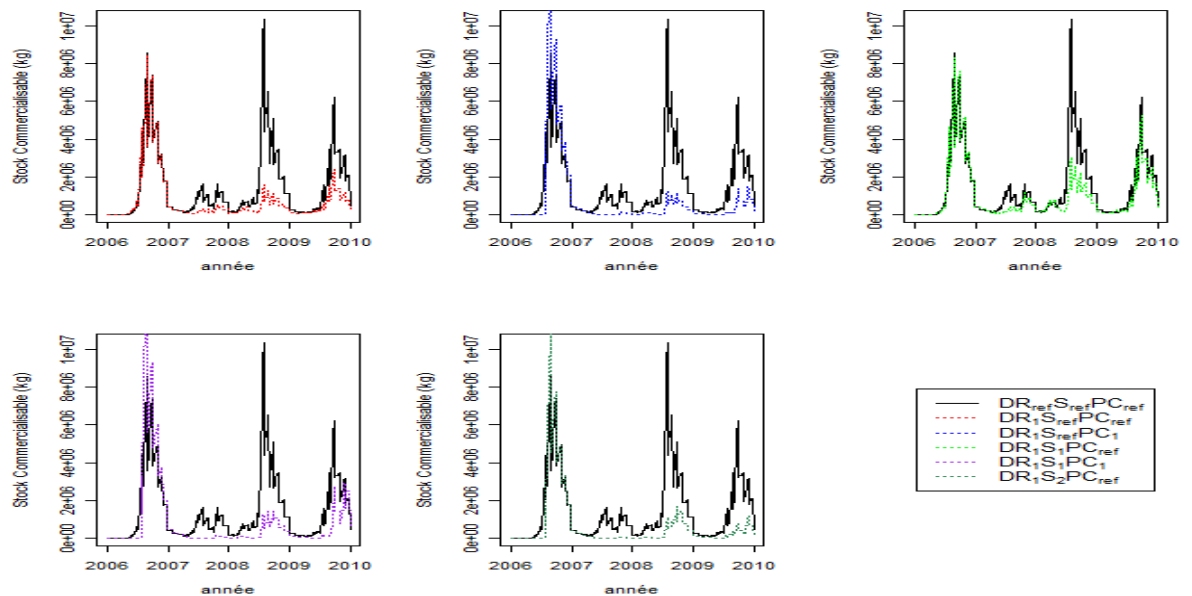 Stock Commercialisable (kg)
0e+00 2e+06 4e+06 6e+06 8e+06 1e+07
2006 2007 2008 2009 2010
année
Stock Commercialisable (kg)
0e+00 2e+06 4e+06 6e+06 8e+06 1e+07
2006 2007 2008 2009 2010
année
Stock Commercialisable (kg)
0e+00 2e+06 4e+06 6e+06 8e+06 1e+07
2006 2007 2008 2009 2010
année
Stock Commercialisable (kg)
0e+00 2e+06 4e+06 6e+06 8e+06 1e+07
2006 2007 2008 2009 2010
année
Stock Commercialisable (kg)
0e+00 2e+06 4e+06 6e+06 8e+06 1e+07
2006 2007 2008 2009 2010
année
DRrefSrefPCref
DR1SrefPCref
DR1SrefPC1
DR1S1PCref
DR1S1PC1
DR1S2PCref